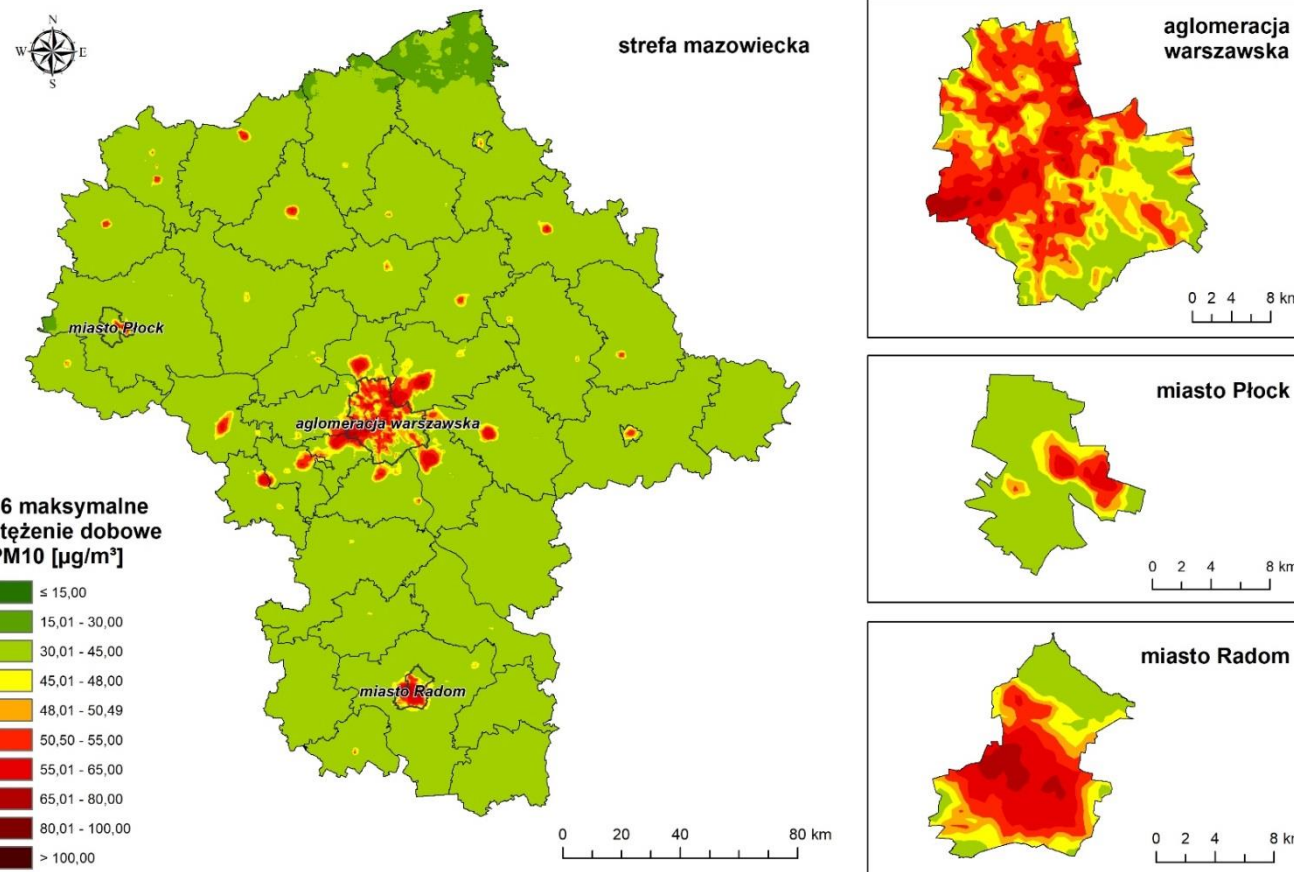 N
W E
S
strefa mazowiecka
miasto Płock
aglomeracja warszawska
miasto Radom
6 maksymalne
tężenie dobowe
PM10 [µg/m³]
≤ 15,00
15,01 - 30,00
30,01 - 45,00
45,01 - 48,00
48,01 - 50,49
50,50 - 55,00
55,01 - 65,00
65,01 - 80,00
80,01 - 100,00
> 100,00
0 20 40 80 km
aglomeracja
warszawska
0 2 4 8 km
miasto Płock
0 2 4 8 km
miasto Radom
0 2 4 8 km